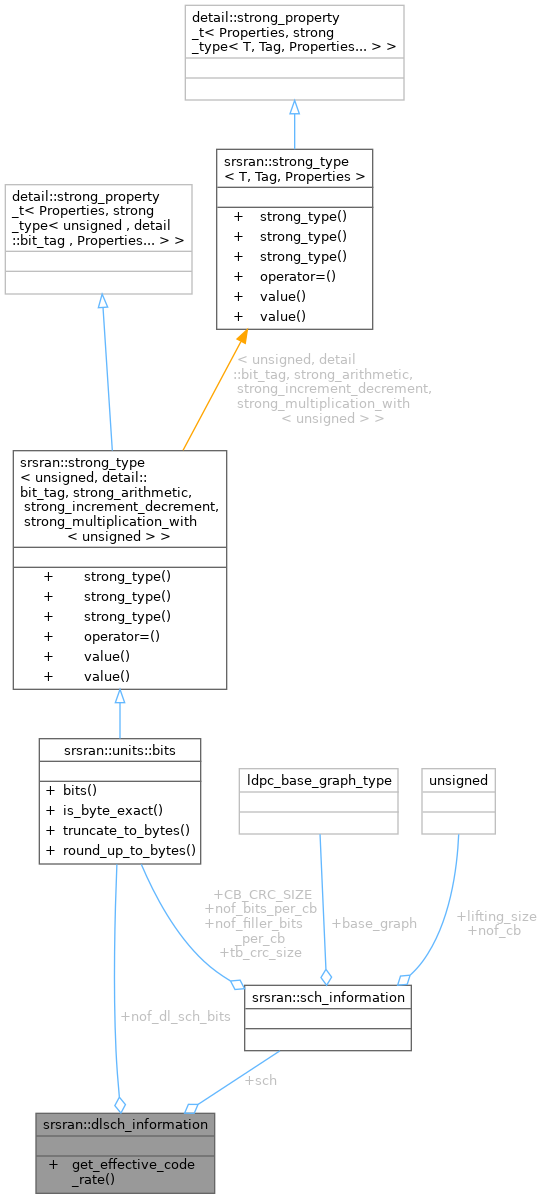 detail::strong_property
_t< Properties, strong
_type< T, Tag, Properties... > >
srsran::strong_type
< T, Tag, Properties >
+ strong_type()
+ strong_type()
+ strong_type()
+ operator=()
+ value()
+ value()
detail::strong_property
_t< Properties, strong
_type< unsigned , detail
::bit_tag , Properties... > >
< unsigned, detail
::bit_tag, strong_arithmetic,
strong_increment_decrement,
strong_multiplication_with
< unsigned > >
srsran::strong_type
< unsigned, detail::
bit_tag, strong_arithmetic,
strong_increment_decrement,
strong_multiplication_with
< unsigned > >
+ strong_type()
+ strong_type()
+ strong_type()
+ operator=()
+ value()
+ value()
srsran::units::bits
+ bits()
+ is_byte_exact()
+ truncate_to_bytes()
+ round_up_to_bytes()
ldpc_base_graph_type
unsigned
+CB_CRC_SIZE
+nof_bits_per_cb
+nof_filler_bits
_per_cb
+tb_crc_size
+base_graph
+lifting_size
+nof_cb
srsran::sch_information
+nof_dl_sch_bits
+sch
srsran::dlsch_information
+ get_effective_code
_rate()